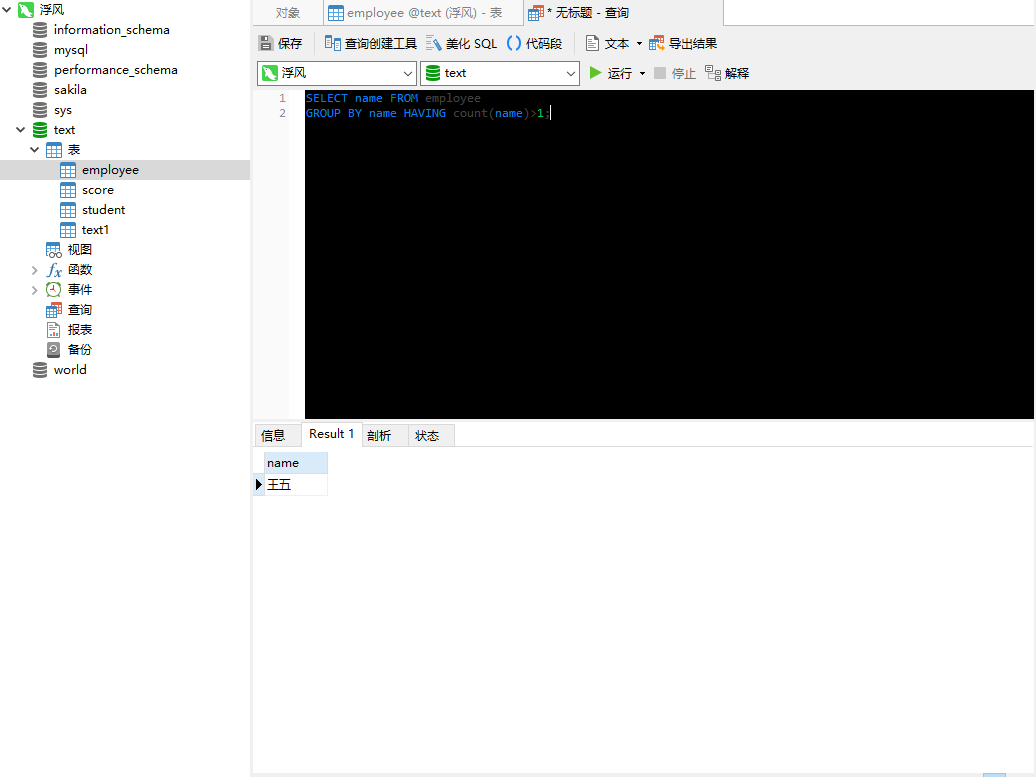 浮风
information_schema
mysql
performance_schema
sakila
sys
text
表
employee
score
student
text1
视图
函数
事件
查询
报表
备份
world
对象 employee @text (浮风) - 表 * 无标题 - 查询
保存 查询创建工具 美化 SQL () 代码段 文本 导出结果
浮风 text 运行 停止 解释
1 SELECT name FROM employee
2 GROUP BY name HAVING count(name)>1;
信息 Result 1 剖析 状态
name
王五